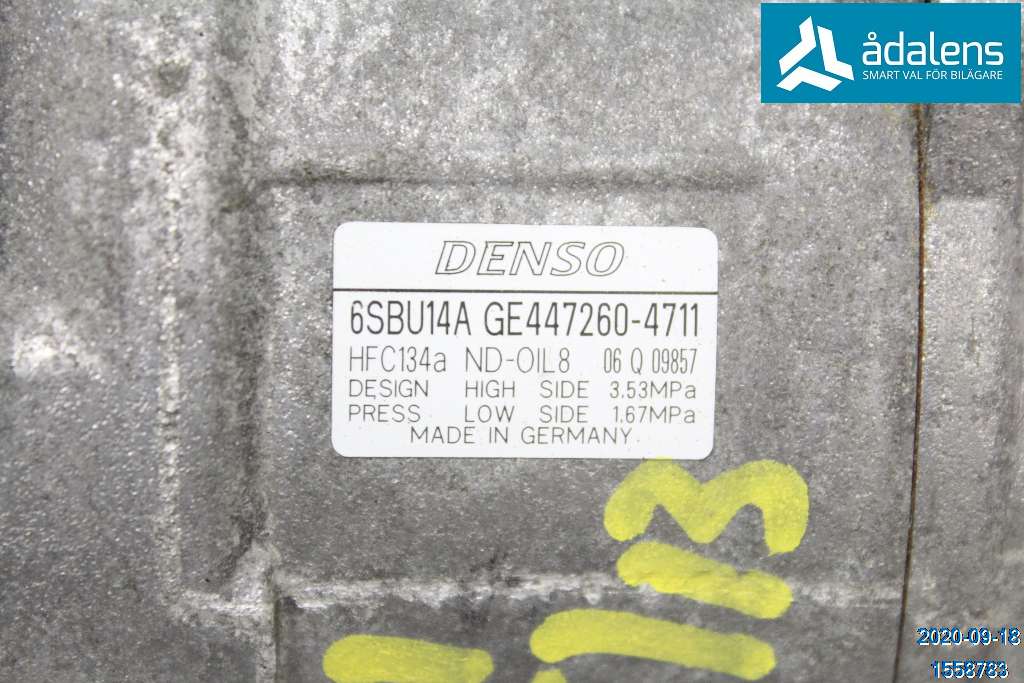 ådalens
SMART VAL FÖR BILÄGARE
DENSO
6SBU14A GE447260-4711
HFC134a ND-OIL8 06 Q 09857
DESIGN HIGH SIDE 3.53MPa
PRESS LOW SIDE 1.67MPa
MADE IN GERMANY
2020-09-18
1558783